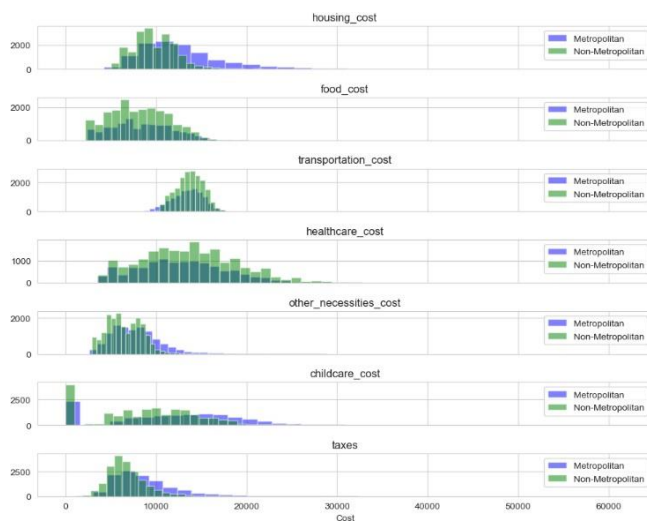 housing_cost
2000
0
Metropolitan
Non-Metropolitan
food_cost
2000
1000
0
Metropolitan
Non-Metropolitan
transportation_cost
2000
0
Metropolitan
Non-Metropolitan
healthcare_cost
1000
0
Metropolitan
Non-Metropolitan
other_necessities_cost
2000
0
Metropolitan
Non-Metropolitan
childcare_cost
2500
0
Metropolitan
Non-Metropolitan
taxes
2500
0
Metropolitan
Non-Metropolitan
0 10000 20000 30000 40000 50000 60000
Cost